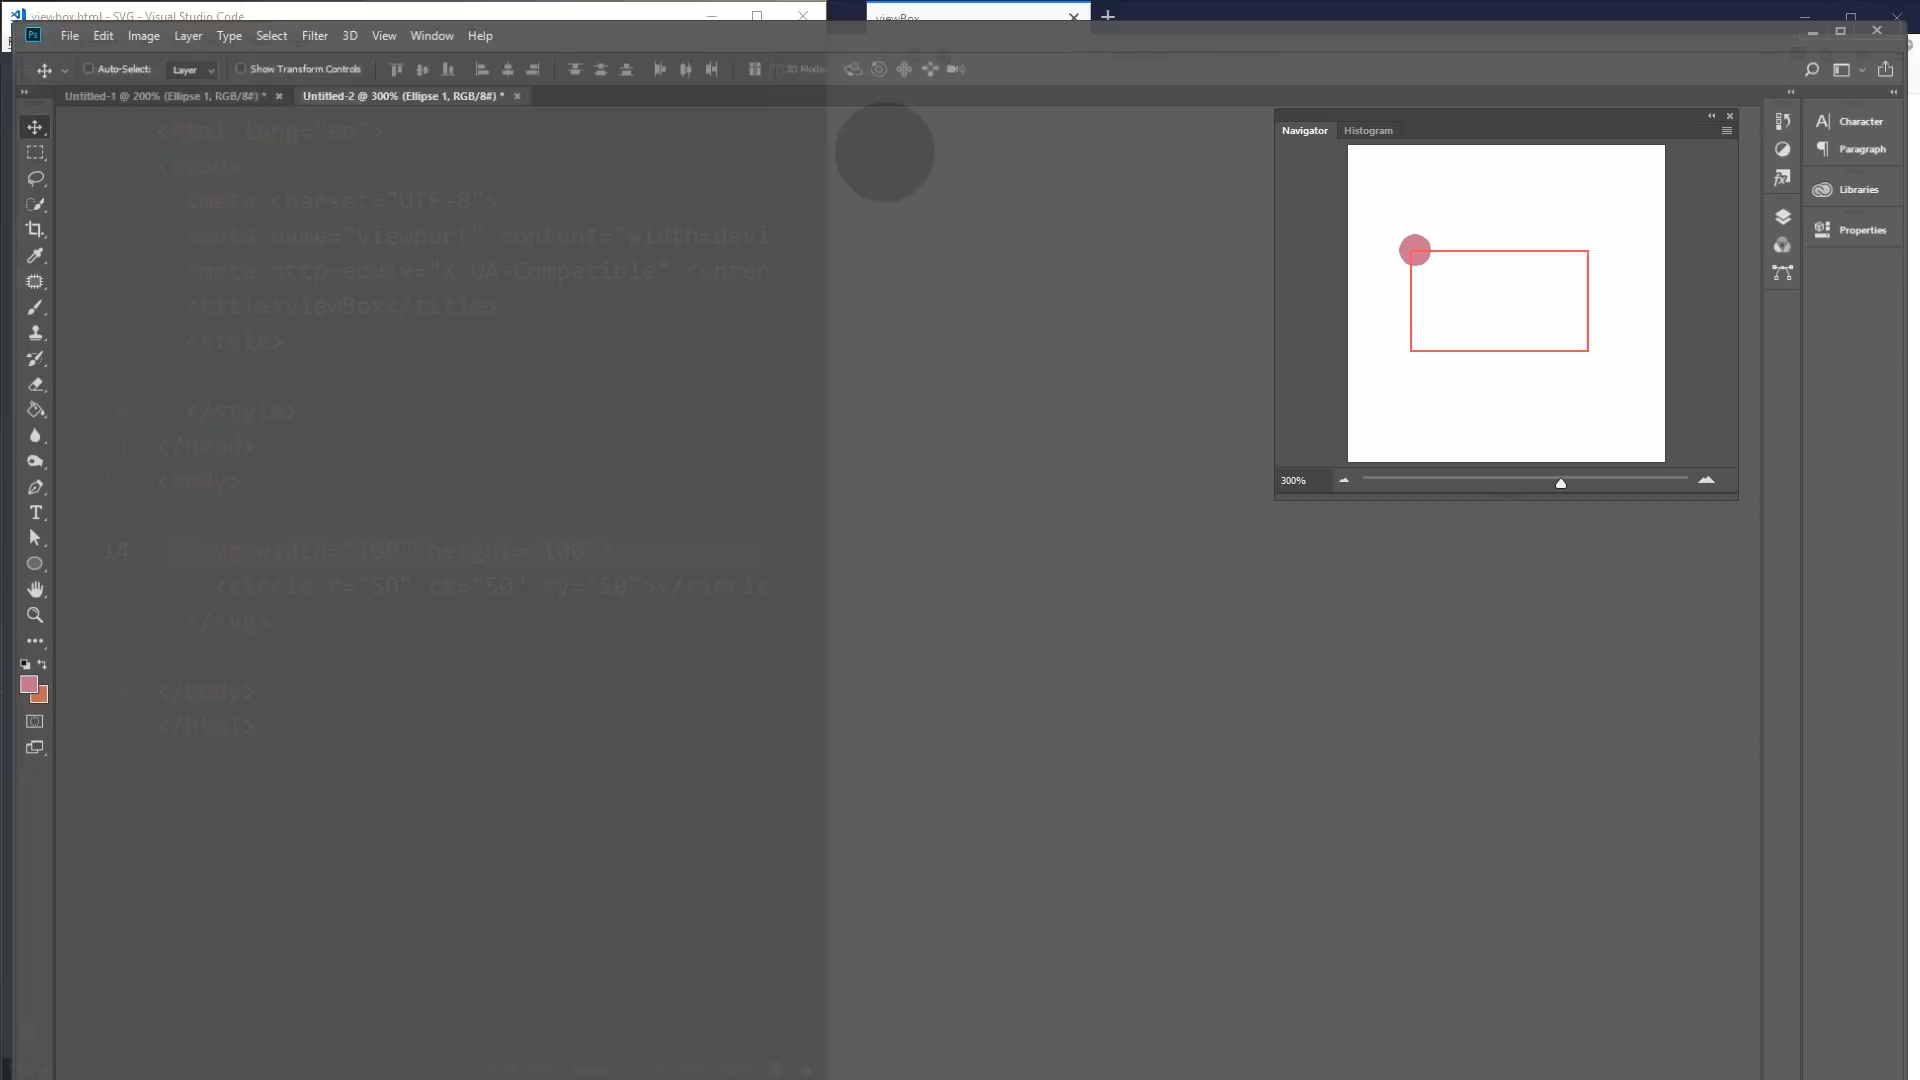 viewbox.html - SVG - Visual Studio Code
viewBox
Ps
File Edit Image Layer Type Select Filter 3D View Window Help
Auto-Select: Layer Show Transform Controls 3D Mode
Untitled-1 @ 200% (Ellipse 1, RGB/8#) *
Untitled-2 @ 300% (Ellipse 1, RGB/8#) *
<html lang="en">
<head>
<meta charset="UTF-8">
<meta name="viewport" content="width=devi
<meta http-equiv="X-UA-Compatible" conten
<title>viewBox</title>
<style>
</style>
</head>
<body>
14 <svg width="100" height="100">
<circle r="50" cx="50" cy="50"></circle
</svg>
</body>
</html>
Navigator Histogram
300%
Character
Paragraph
Libraries
Properties